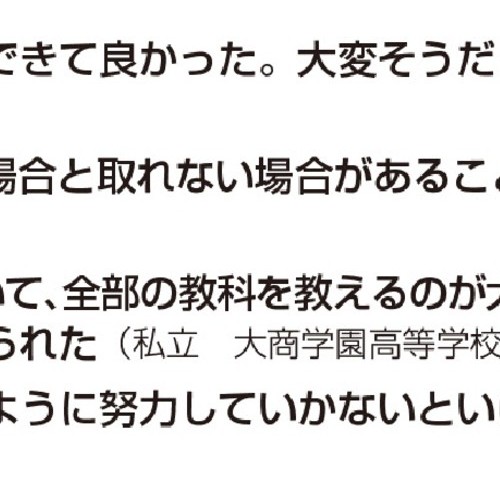 できて良かった。大変そうだ
場合と取れない場合があるこ
いて、全部の教科を教えるのが
られた（私立　大商学園高等学校
ように努力していかないとい